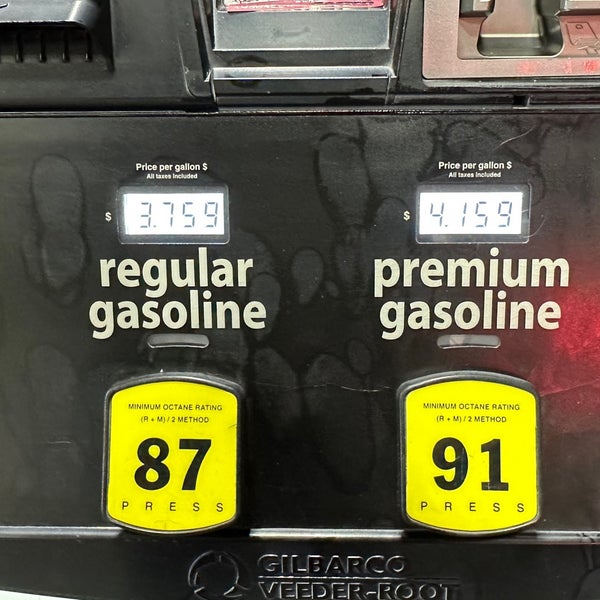 Price per gallon $
All taxes included
$ 3.759
regular
gasoline
MINIMUM OCTANE RATING
(R + M) / 2 METHOD
87
PRESS
Price per gallon $
All taxes included
$ 4.159
premium
gasoline
MINIMUM OCTANE RATING
(R + M) / 2 METHOD
91
PRESS
GILBARCO
VEEDER-ROOT